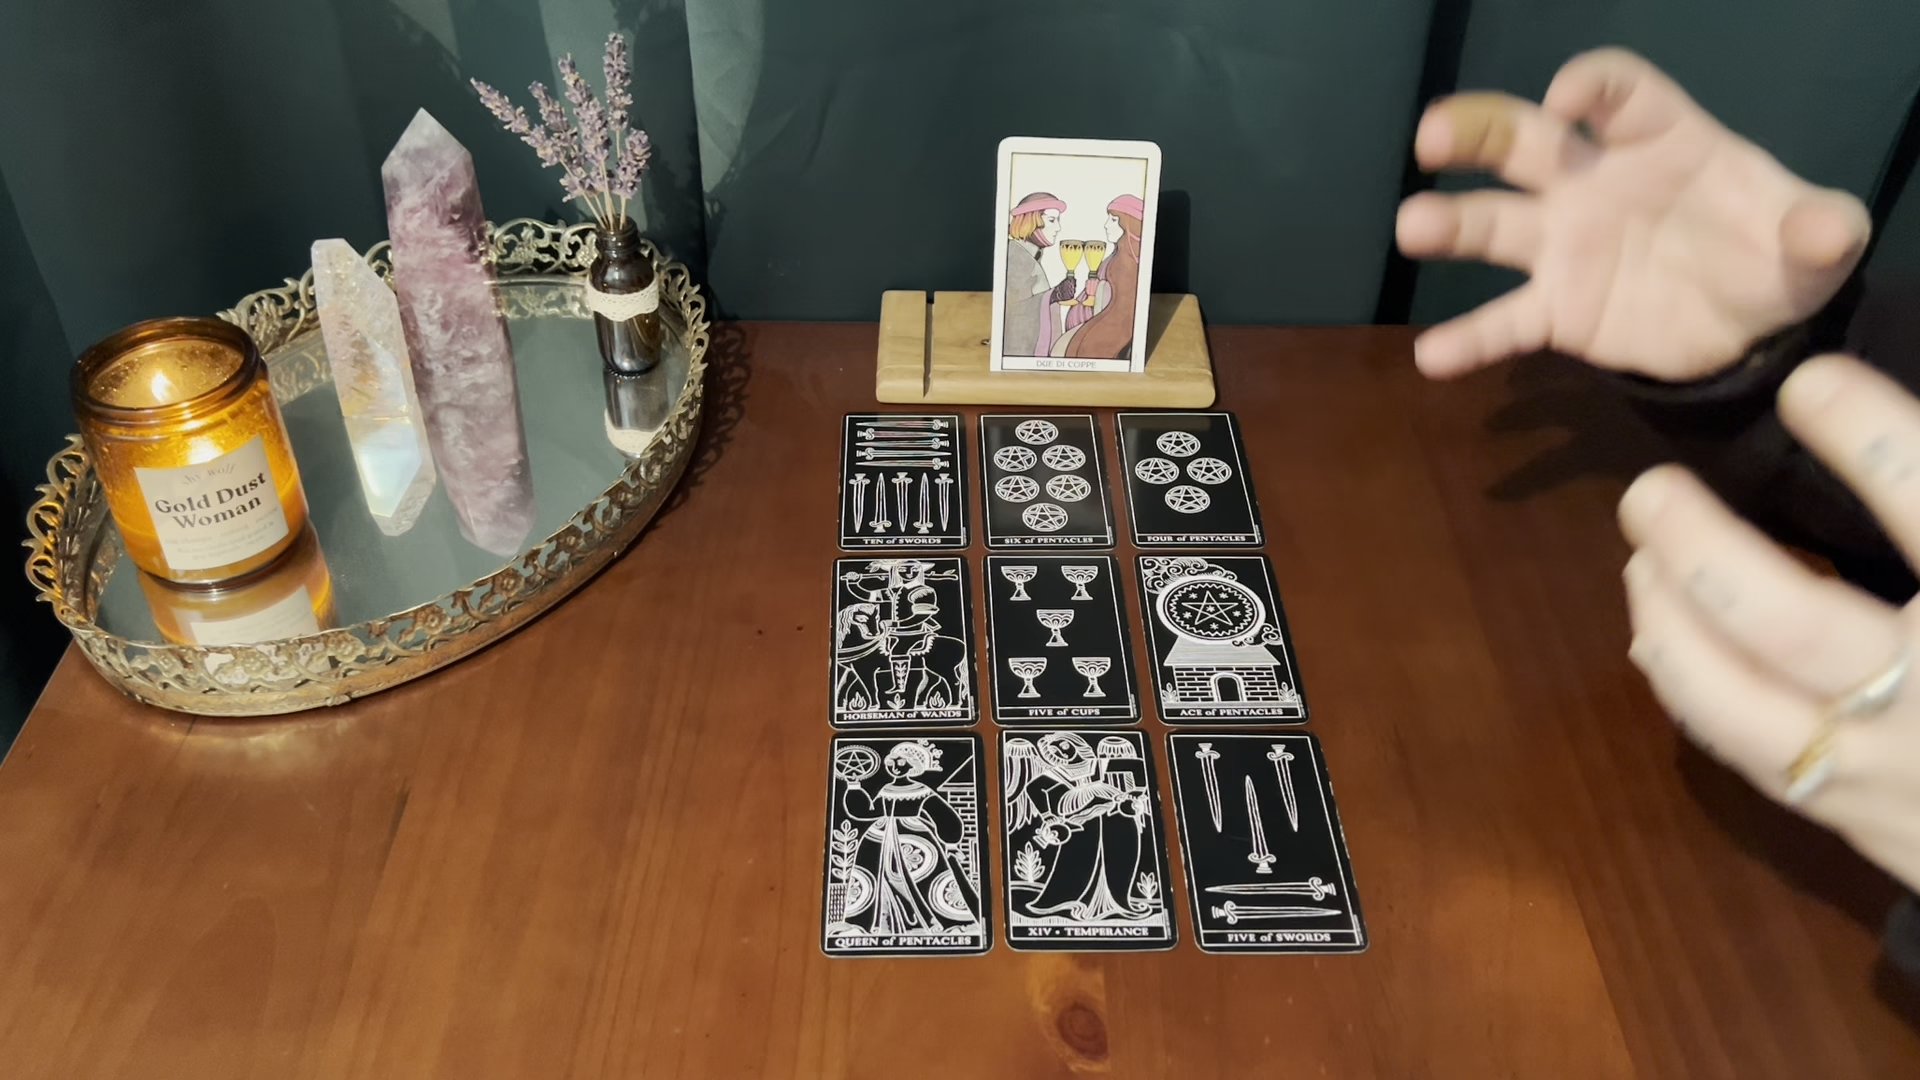 Gold Dust
Woman
DUE DI COPPE
TEN of SWORDS
SIX of PENTACLES
FOUR of PENTACLES
HORSEMAN of WANDS
FIVE of CUPS
ACE of PENTACLES
QUEEN of PENTACLES
XIV • TEMPERANCE
FIVE of SWORDS